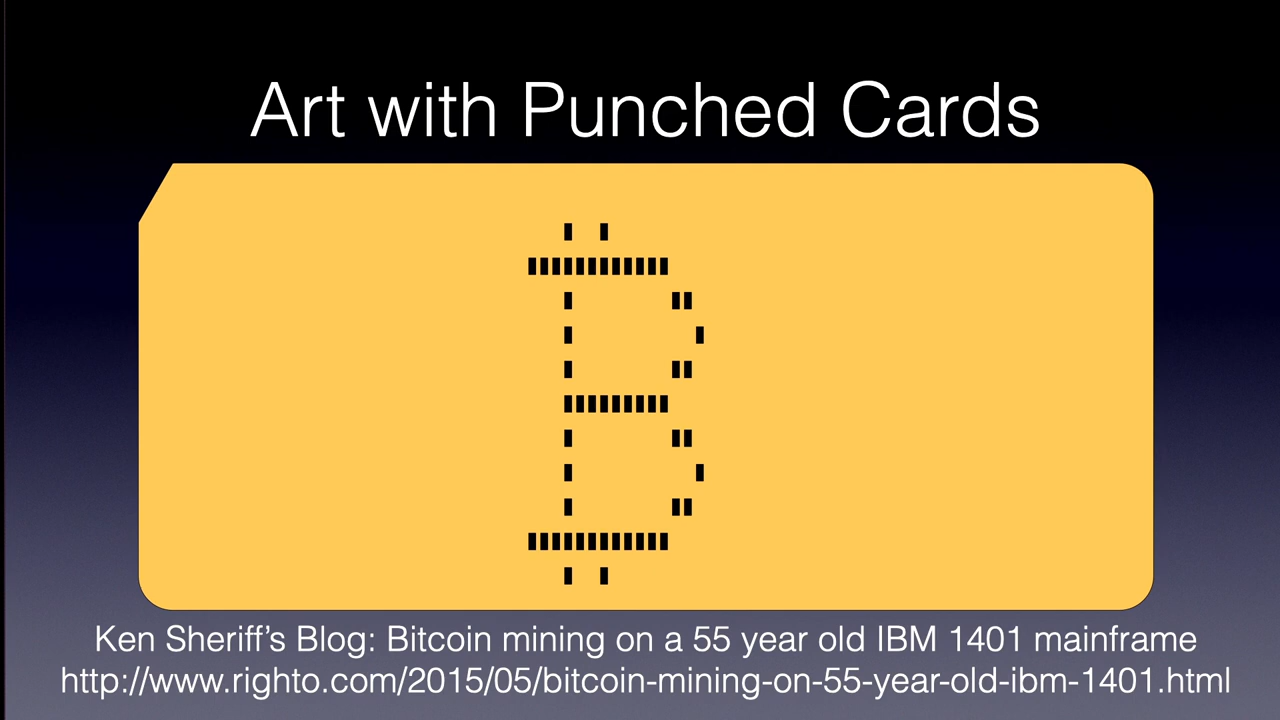 Art with Punched Cards
Ken Sheriff’s Blog: Bitcoin mining on a 55 year old IBM 1401 mainframe
http://www.righto.com/2015/05/bitcoin-mining-on-55-year-old-ibm-1401.html